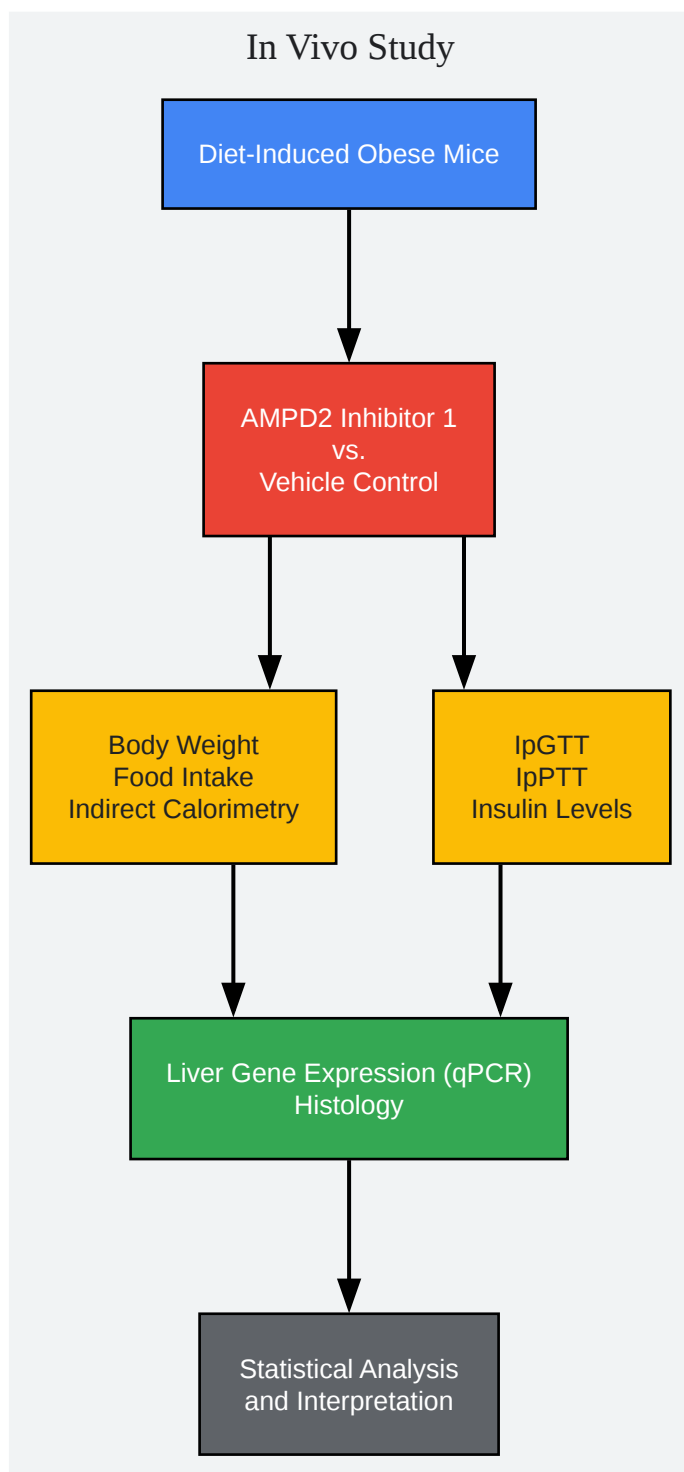 In Vivo Study
Diet-Induced Obese Mice
AMPD2 Inhibitor 1
vs.
Vehicle Control
Body Weight
Food Intake
Indirect Calorimetry
IpGTT
IpPTT
Insulin Levels
Liver Gene Expression (qPCR)
Histology
Statistical Analysis
and Interpretation